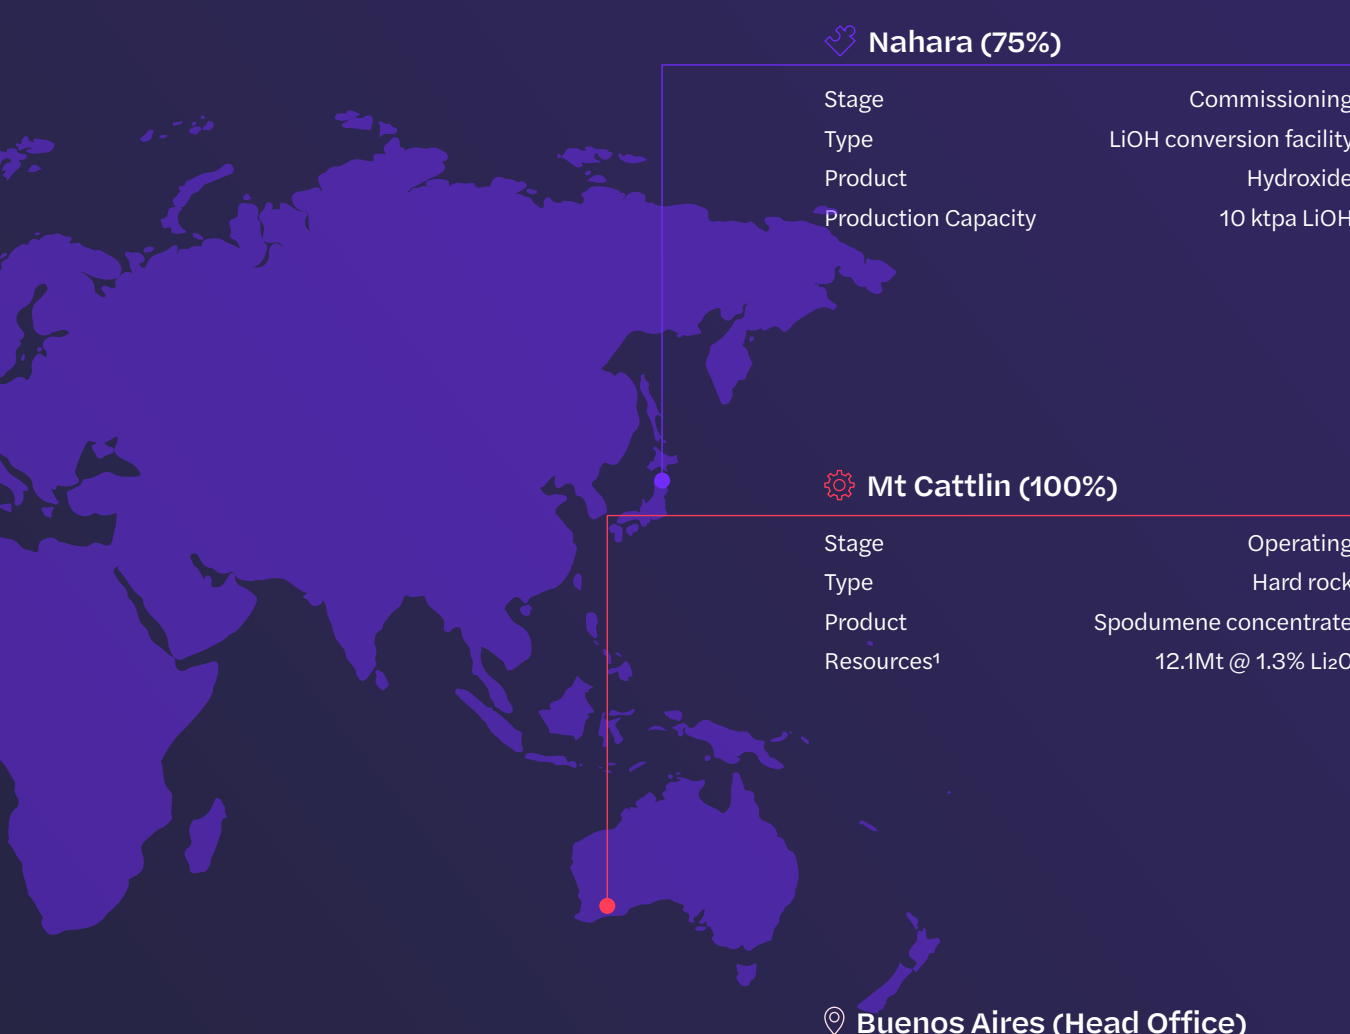 Nahara (75%)
Stage Commissioning
Type LiOH conversion facility
Product Hydroxide
Production Capacity 10 ktpa LiOH
Mt Cattlin (100%)
Stage Operating
Type Hard rock
Product Spodumene concentrate
Resources¹ 12.1Mt @ 1.3% Li₂O
Buenos Aires (Head Office)